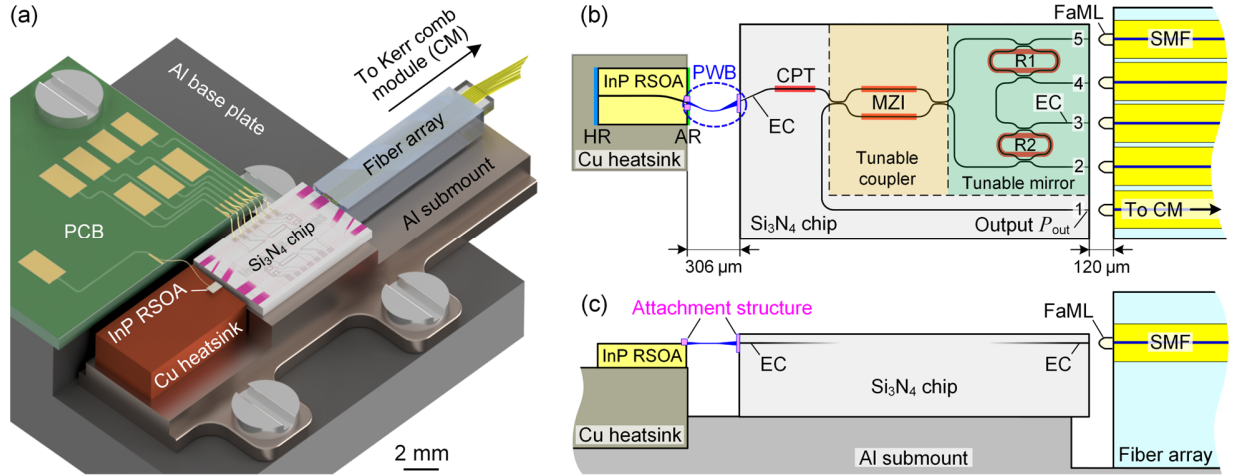 (a)
To Kerr comb
module (CM)
Al base plate
Fiber array
Al submount
PCB
Si₃N₄ chip
InP RSOA
Cu heatsink
2 mm
(b)
FaML
5
SMF
InP RSOA
PWB
CPT
R1
4
MZI
EC
EC
3
HR
AR
R2
Cu heatsink
2
Tunable
coupler
Tunable mirror
1
To CM
Si₃N₄ chip
Output Pout
306 µm
120 µm
(c)
Attachment structure
FaML
InP RSOA
EC
EC
SMF
Si₃N₄ chip
Cu heatsink
Al submount
Fiber array